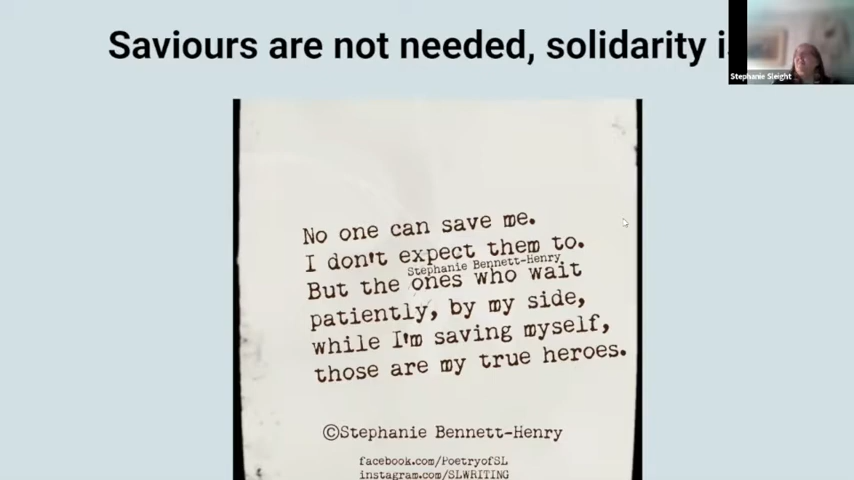 Saviours are not needed, solidarity i
Stephanie Sleight
No one can save me.
I don't expect them to.
Stephanie Bennett-Henry
But the ones who wait
patiently, by my side,
while I'm saving myself,
those are my true heroes.
©Stephanie Bennett-Henry
facebook.com/PoetryofSL
instagram.com/SLWRITING